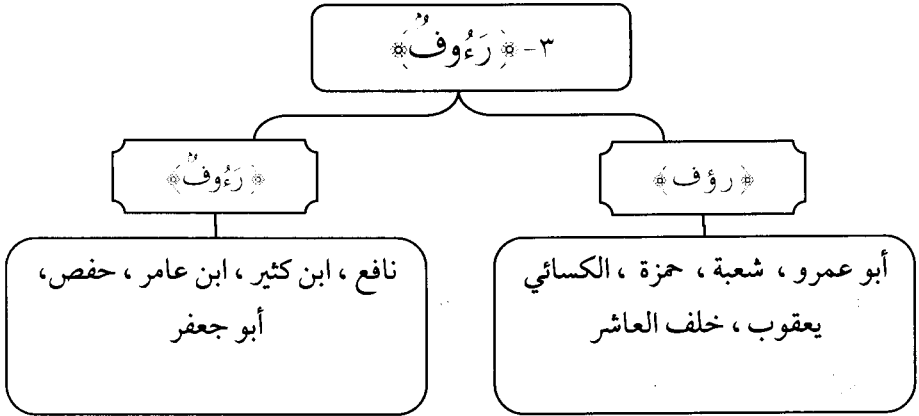 ٣- ﴿رَءُوفٌ﴾
﴿رؤف﴾
﴿رَءُوفٌ﴾
أبو عمرو ، شعبة ، حمزة ، الكسائي
يعقوب ، خلف العاشر
نافع ، ابن كثير ، ابن عامر ، حفص،
أبو جعفر